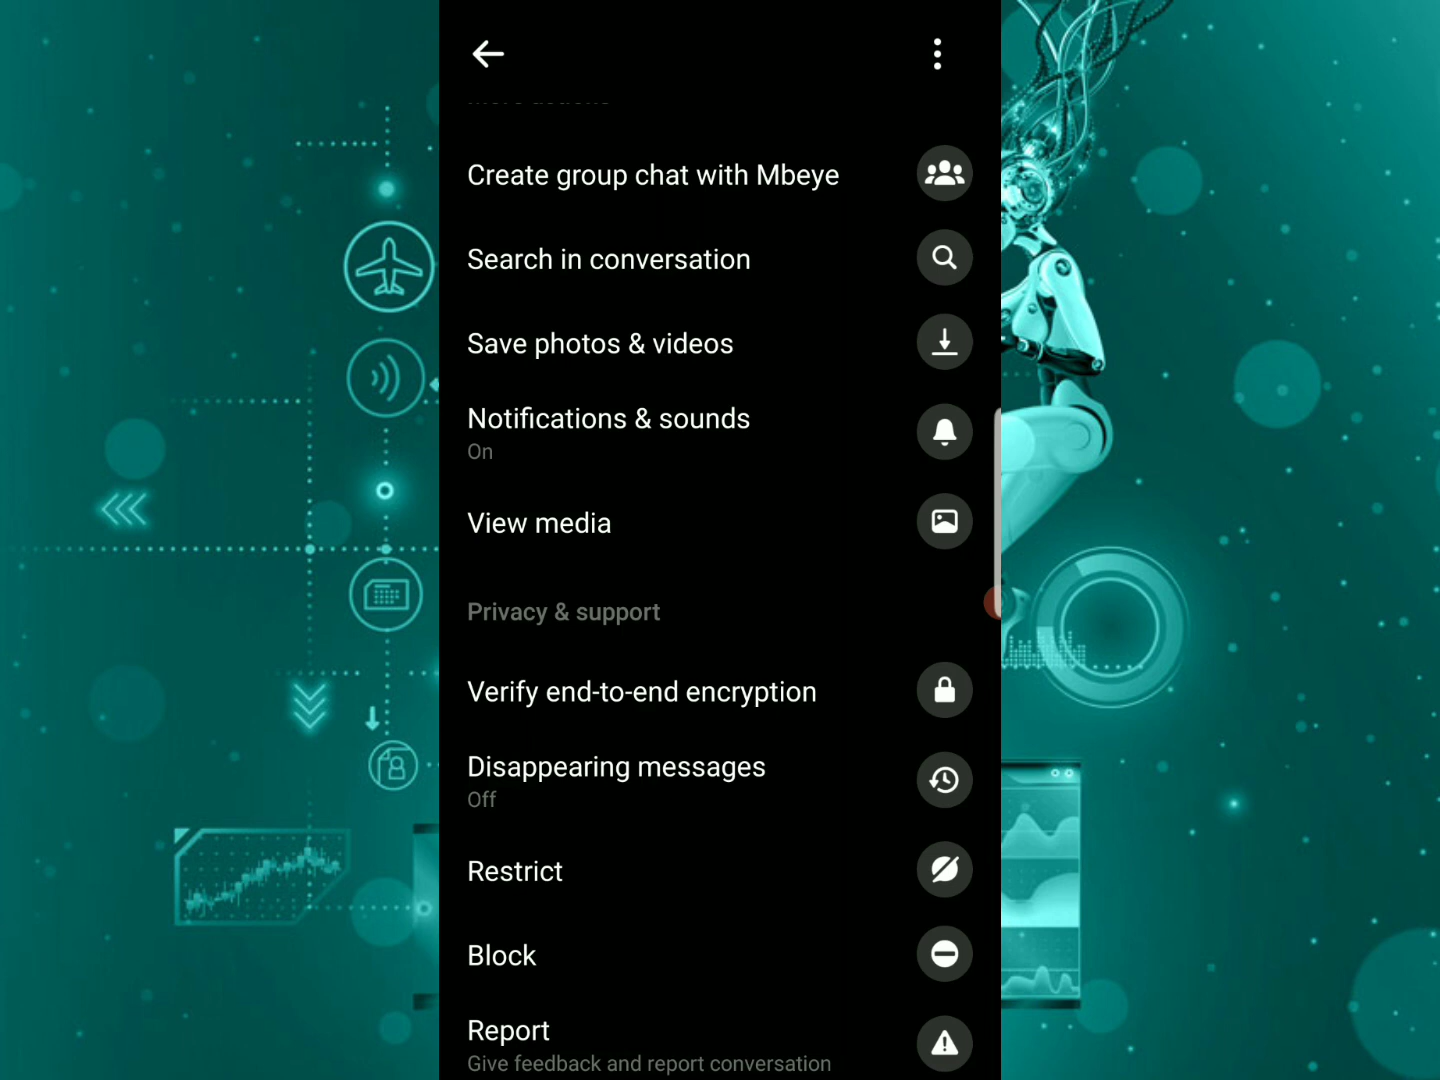 Create group chat with Mbeye
Search in conversation
Save photos & videos
Notifications & sounds
On
View media
Privacy & support
Verify end-to-end encryption
Disappearing messages
Off
Restrict
Block
Report
Give feedback and report conversation